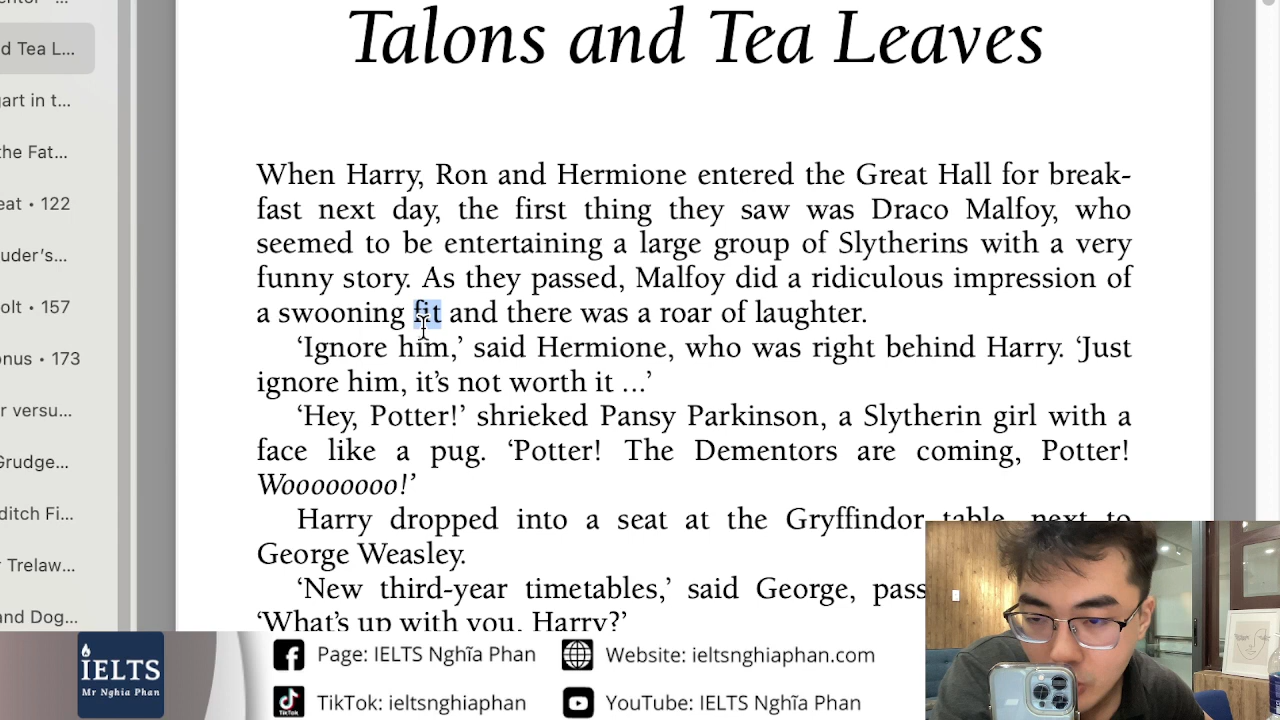 Talons and Tea Leaves
entor
d Tea L...
art in t...
the Fat...
eat • 122
uder's...
olt • 157
onus • 173
r versu...
Grudge...
ditch Fi...
Trelaw...
and Dog...
When Harry, Ron and Hermione entered the Great Hall for break-
fast next day, the first thing they saw was Draco Malfoy, who
seemed to be entertaining a large group of Slytherins with a very
funny story. As they passed, Malfoy did a ridiculous impression of
a swooning fit and there was a roar of laughter.
‘Ignore him,’ said Hermione, who was right behind Harry. ‘Just
ignore him, it’s not worth it ...’
‘Hey, Potter!’ shrieked Pansy Parkinson, a Slytherin girl with a
face like a pug. ‘Potter! The Dementors are coming, Potter!
Woooooooo!’
Harry dropped into a seat at the Gryffindor table, next to
George Weasley.
‘New third-year timetables,’ said George, pass
‘What’s up with you, Harry?’
IELTS
Mr Nghia Phan
Page: IELTS Nghĩa Phan
Website: ieltsnghiaphan.com
TikTok
TikTok: ieltsnghiaphan
YouTube: IELTS Nghĩa Phan